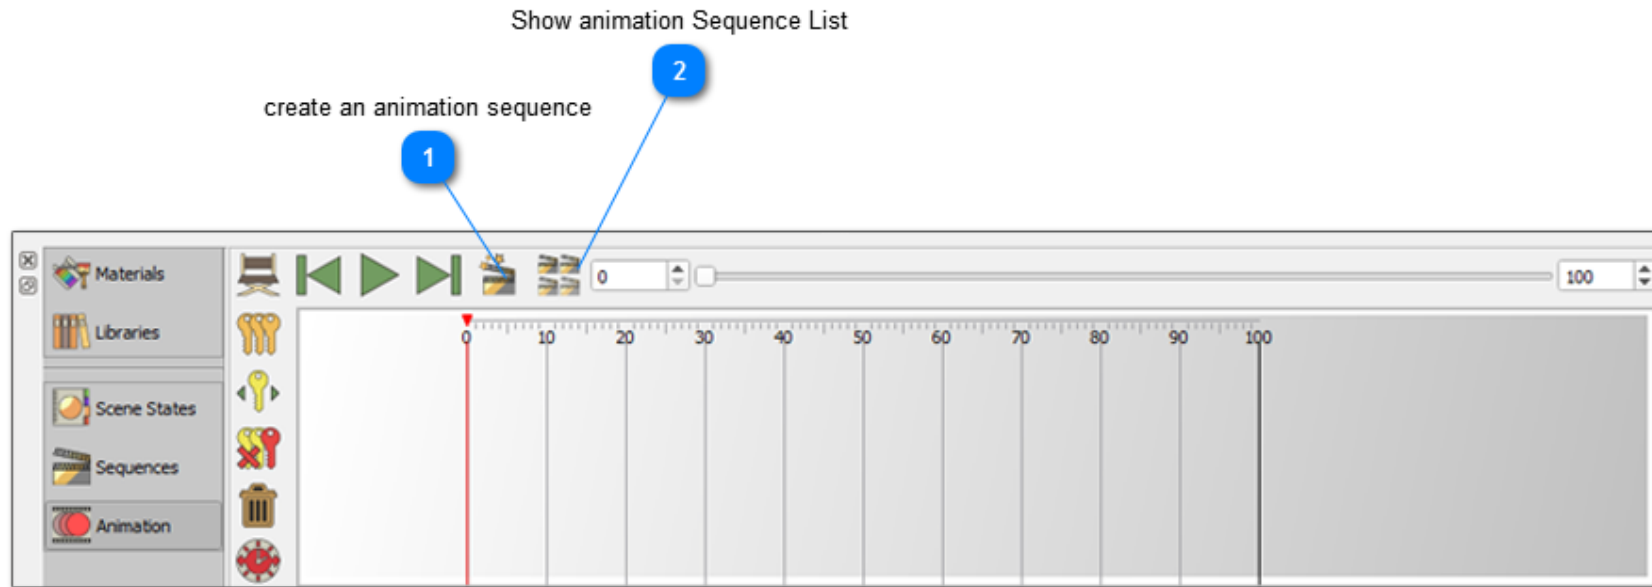 Show animation Sequence List
2
create an animation sequence
1
Materials
0
100
Libraries
0 10 20 30 40 50 60 70 80 90 100
Scene States
Sequences
Animation